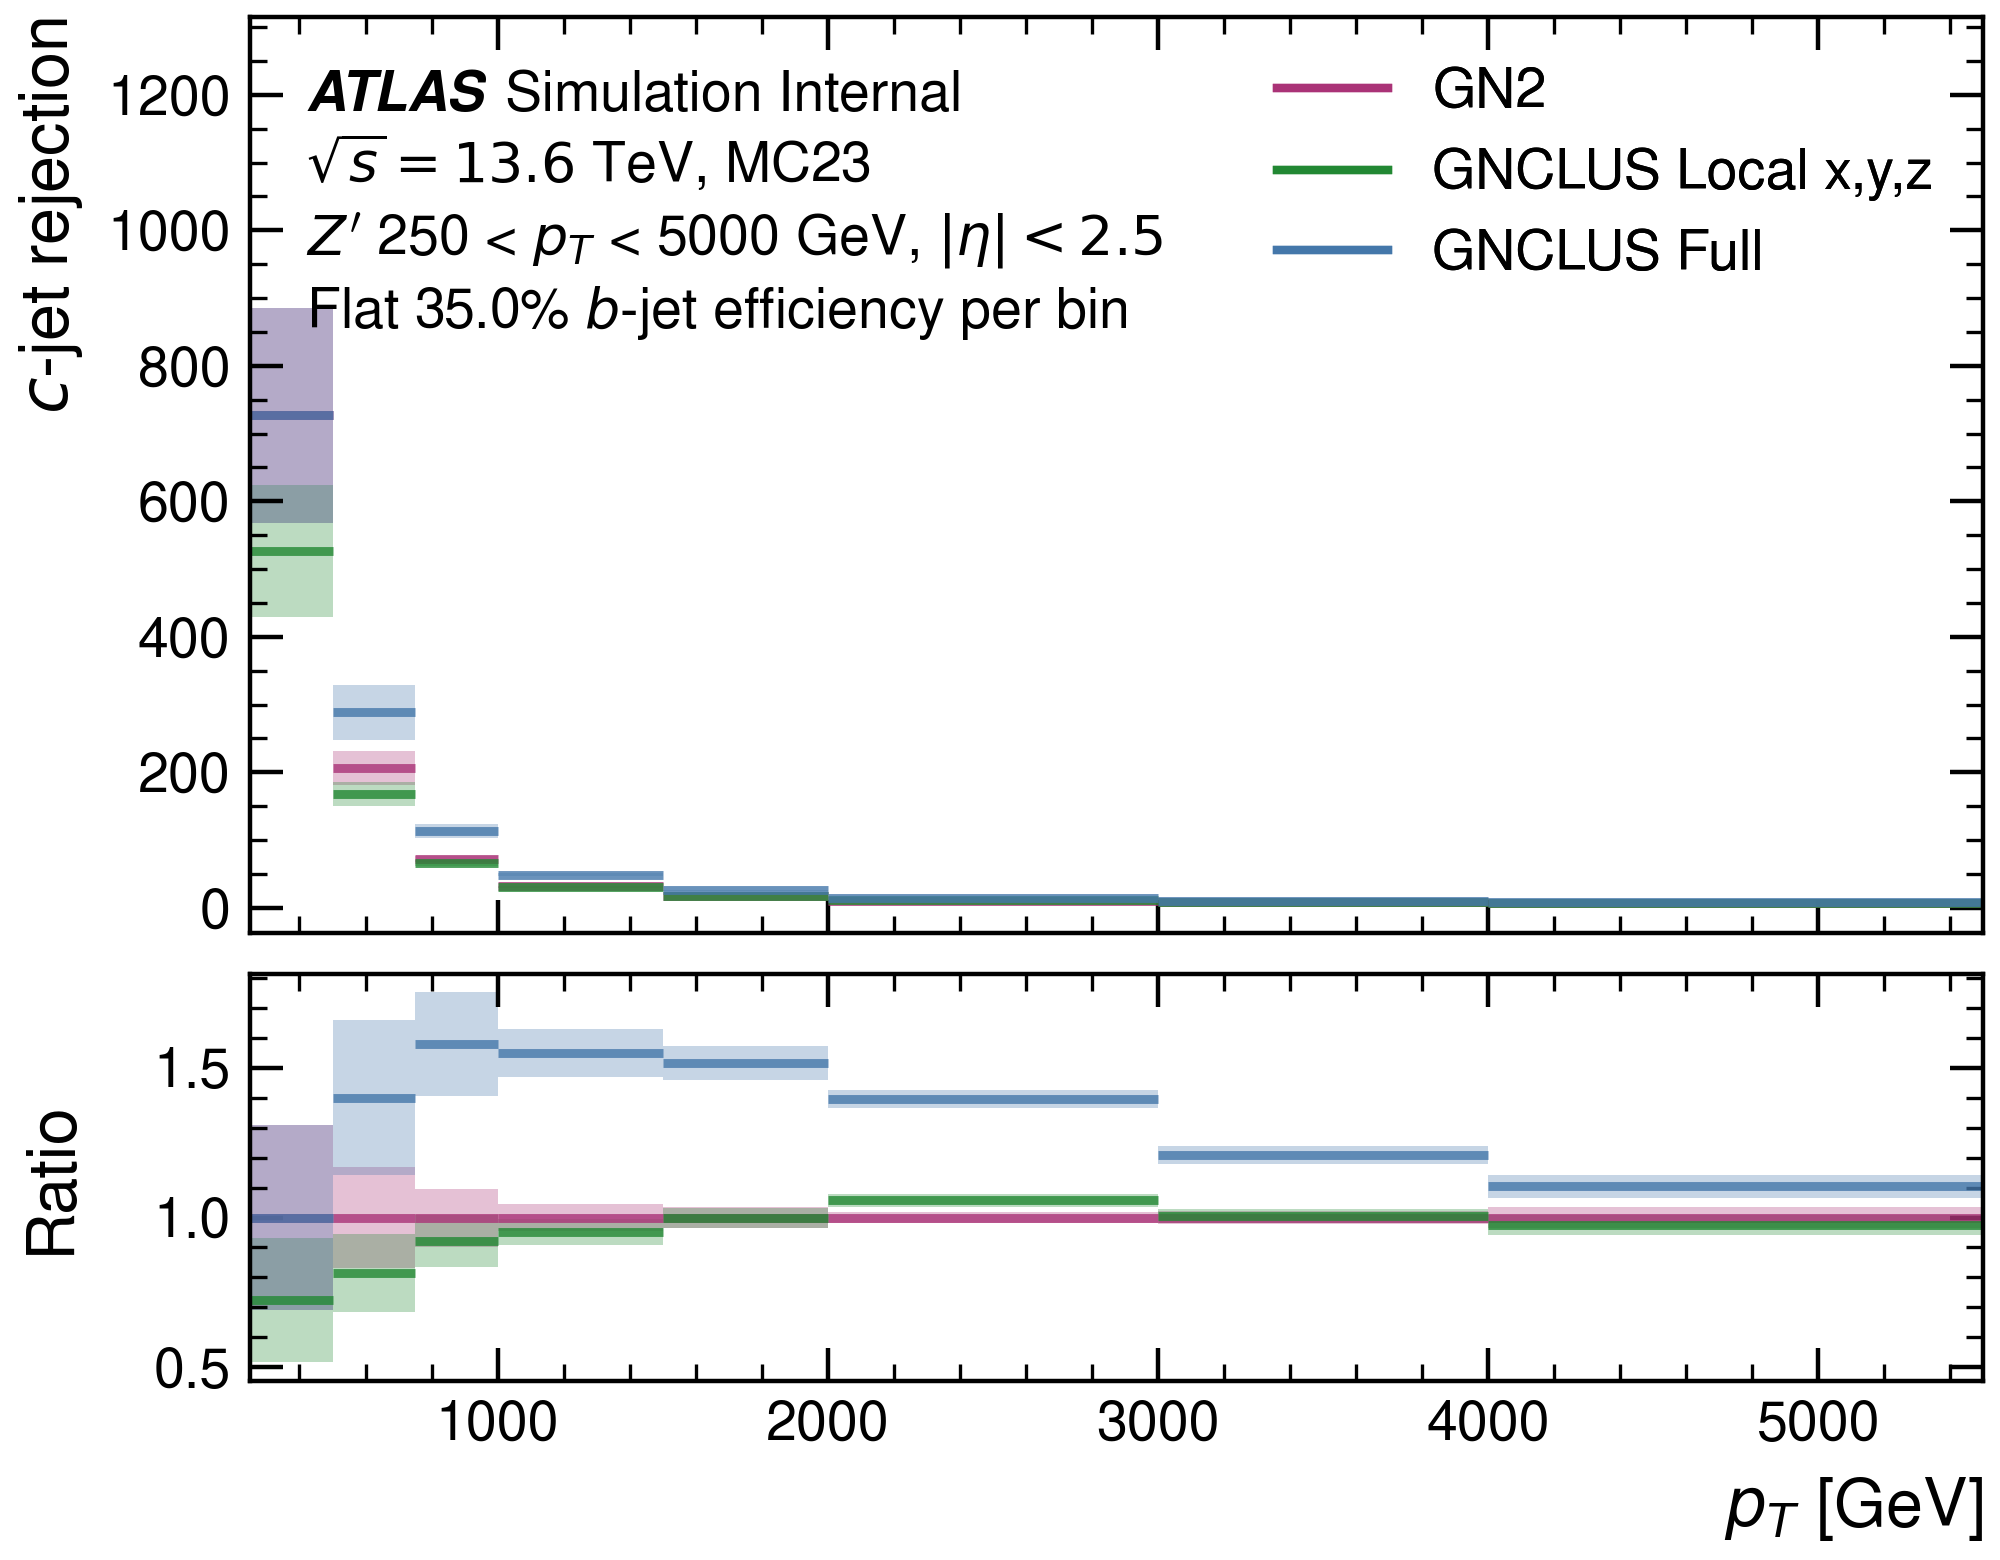 ATLAS Simulation Internal
√s = 13.6 TeV, MC23
Z′ 250 < pT < 5000 GeV, |η| < 2.5
Flat 35.0% b-jet efficiency per bin
GN2
GNCLUS Local x,y,z
GNCLUS Full
c-jet rejection
1200
1000
800
600
400
200
0
Ratio
1.5
1.0
0.5
1000 2000 3000 4000 5000
pT [GeV]